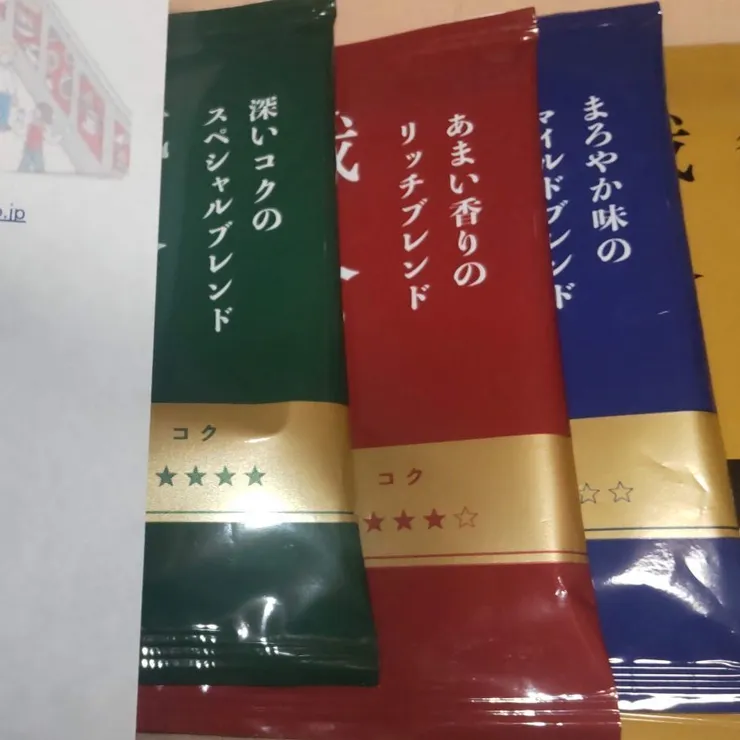 深いコクの
スペシャルブレンド
コク
★★★★
あまい香りの
リッチブレンド
コク
★★★☆
まろやか味の
マイルドブレンド
☆☆
o.jp